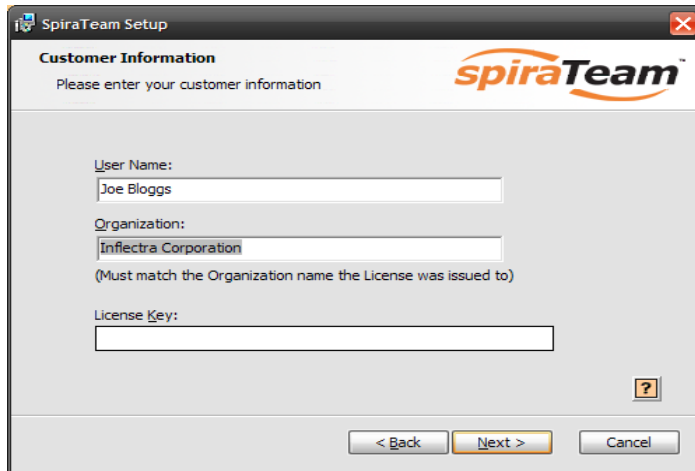 SpiraTeam Setup
Customer Information
Please enter your customer information
spiraTeam™
User Name:
Joe Bloggs
Organization:
Inflectra Corporation
(Must match the Organization name the License was issued to)
License Key:
?
< Back
Next >
Cancel